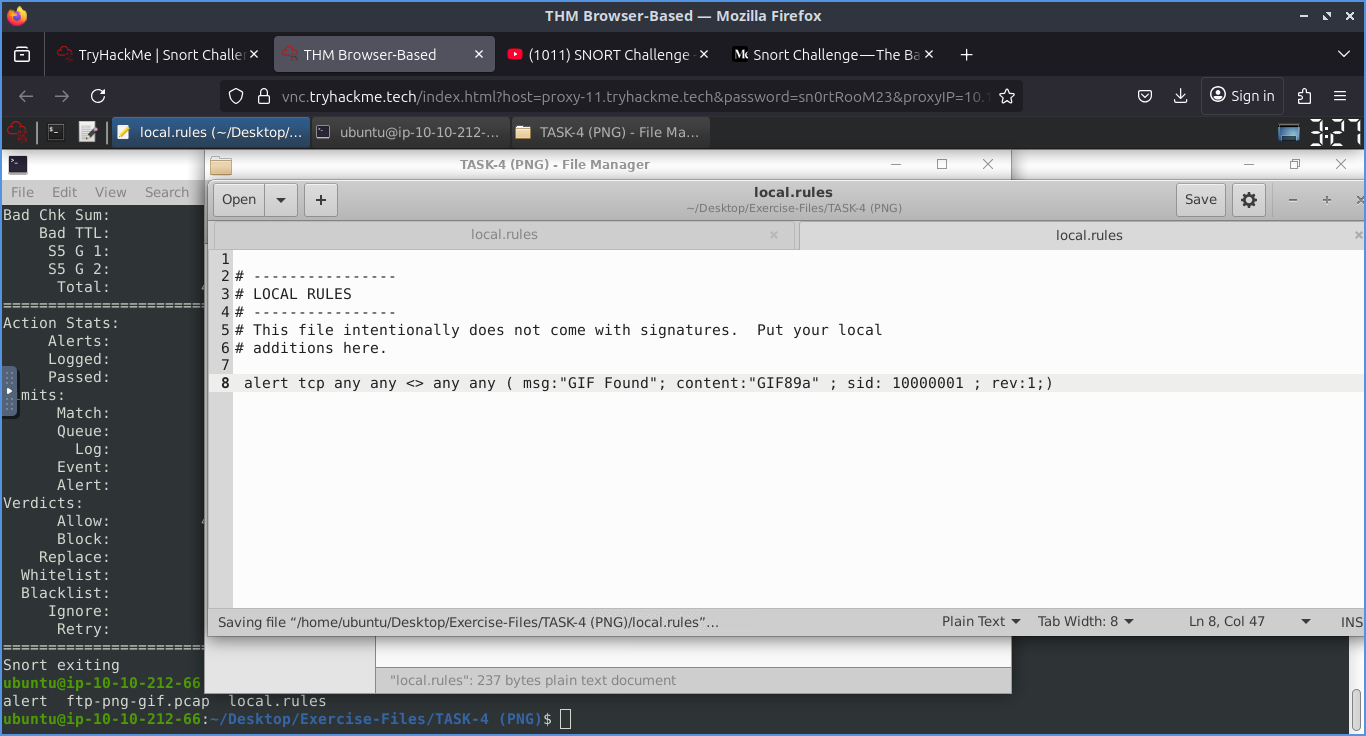 THM Browser-Based — Mozilla Firefox
TryHackMe | Snort Challe
THM Browser-Based
(1011) SNORT Challenge -
Snort Challenge — The Ba
vnc.tryhackme.tech/index.html?host=proxy-11.tryhackme.tech&password=sn0rtRooM23&proxyIP=10.1
Sign in
local.rules (~/Desktop/...
ubuntu@ip-10-10-212-...
TASK-4 (PNG) - File Ma...
3:27
TASK-4 (PNG) - File Manager
File Edit View Search
Open
local.rules
~/Desktop/Exercise-Files/TASK-4 (PNG)
Save
local.rules
local.rules
Bad Chk Sum:
Bad TTL:
S5 G 1:
S5 G 2:
Total:
=======================
Action Stats:
Alerts:
Logged:
Passed:
mits:
Match:
Queue:
Log:
Event:
Alert:
Verdicts:
Allow:
Block:
Replace:
Whitelist:
Blacklist:
Ignore:
Retry:
=======================
Snort exiting
ubuntu@ip-10-10-212-66
alert ftp-png-gif.pcap local.rules
ubuntu@ip-10-10-212-66:~/Desktop/Exercise-Files/TASK-4 (PNG)$
1
2 # ----------------
3 # LOCAL RULES
4 # ----------------
5 # This file intentionally does not come with signatures.  Put your local
6 # additions here.
7
8 alert tcp any any <> any any ( msg:"GIF Found"; content:"GIF89a" ; sid: 10000001 ; rev:1;)
Saving file “/home/ubuntu/Desktop/Exercise-Files/TASK-4 (PNG)/local.rules”...
Plain Text
Tab Width: 8
Ln 8, Col 47
INS
"local.rules": 237 bytes plain text document